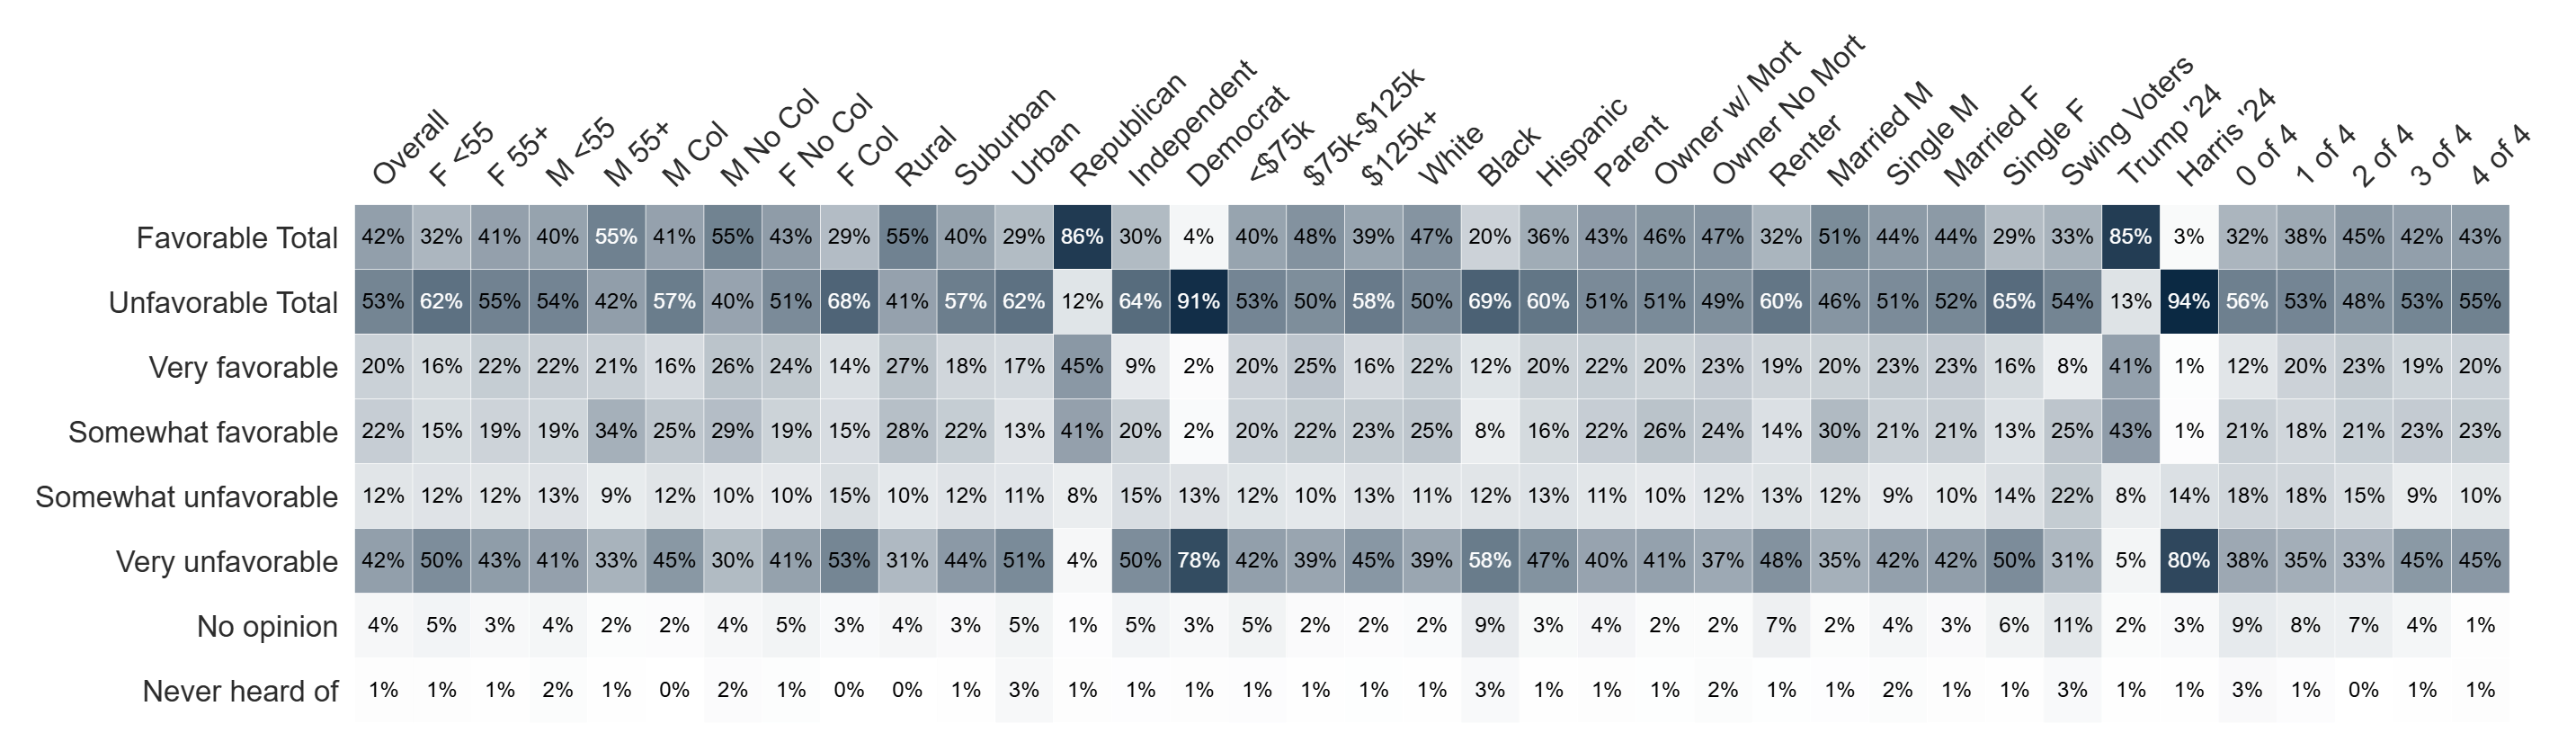 Overall F <55 F 55+ M <55 M 55+ M Col M No Col F No Col F Col Rural Suburban Urban Republican Independent Democrat <$75k $75k-$125k $125k+ White Black Hispanic Parent Owner w/ Mort Owner No Mort Renter Married M Single M Married F Single F Swing Voters Trump '24 Harris '24 0 of 4 1 of 4 2 of 4 3 of 4 4 of 4
Favorable Total 42% 32% 41% 40% 55% 41% 55% 43% 29% 55% 40% 29% 86% 30% 4% 40% 48% 39% 47% 20% 36% 43% 46% 47% 32% 51% 44% 44% 29% 33% 85% 3% 32% 38% 45% 42% 43%
Unfavorable Total 53% 62% 55% 54% 42% 57% 40% 51% 68% 41% 57% 62% 12% 64% 91% 53% 50% 58% 50% 69% 60% 51% 51% 49% 60% 46% 51% 52% 65% 54% 13% 94% 56% 53% 48% 53% 55%
Very favorable 20% 16% 22% 22% 21% 16% 26% 24% 14% 27% 18% 17% 45% 9% 2% 20% 25% 16% 22% 12% 20% 22% 20% 23% 19% 20% 23% 23% 16% 8% 41% 1% 12% 20% 23% 19% 20%
Somewhat favorable 22% 15% 19% 19% 34% 25% 29% 19% 15% 28% 22% 13% 41% 20% 2% 20% 22% 23% 25% 8% 16% 22% 26% 24% 14% 30% 21% 21% 13% 25% 43% 1% 21% 18% 21% 23% 23%
Somewhat unfavorable 12% 12% 12% 13% 9% 12% 10% 10% 15% 10% 12% 11% 8% 15% 13% 12% 10% 13% 11% 12% 13% 11% 10% 12% 13% 12% 9% 10% 14% 22% 8% 14% 18% 18% 15% 9% 10%
Very unfavorable 42% 50% 43% 41% 33% 45% 30% 41% 53% 31% 44% 51% 4% 50% 78% 42% 39% 45% 39% 58% 47% 40% 41% 37% 48% 35% 42% 42% 50% 31% 5% 80% 38% 35% 33% 45% 45%
No opinion 4% 5% 3% 4% 2% 2% 4% 5% 3% 4% 3% 5% 1% 5% 3% 5% 2% 2% 2% 9% 3% 4% 2% 2% 7% 2% 4% 3% 6% 11% 2% 3% 9% 8% 7% 4% 1%
Never heard of 1% 1% 1% 2% 1% 0% 2% 1% 0% 0% 1% 3% 1% 1% 1% 1% 1% 1% 1% 3% 1% 1% 1% 2% 1% 1% 2% 1% 1% 3% 1% 1% 3% 1% 0% 1% 1%